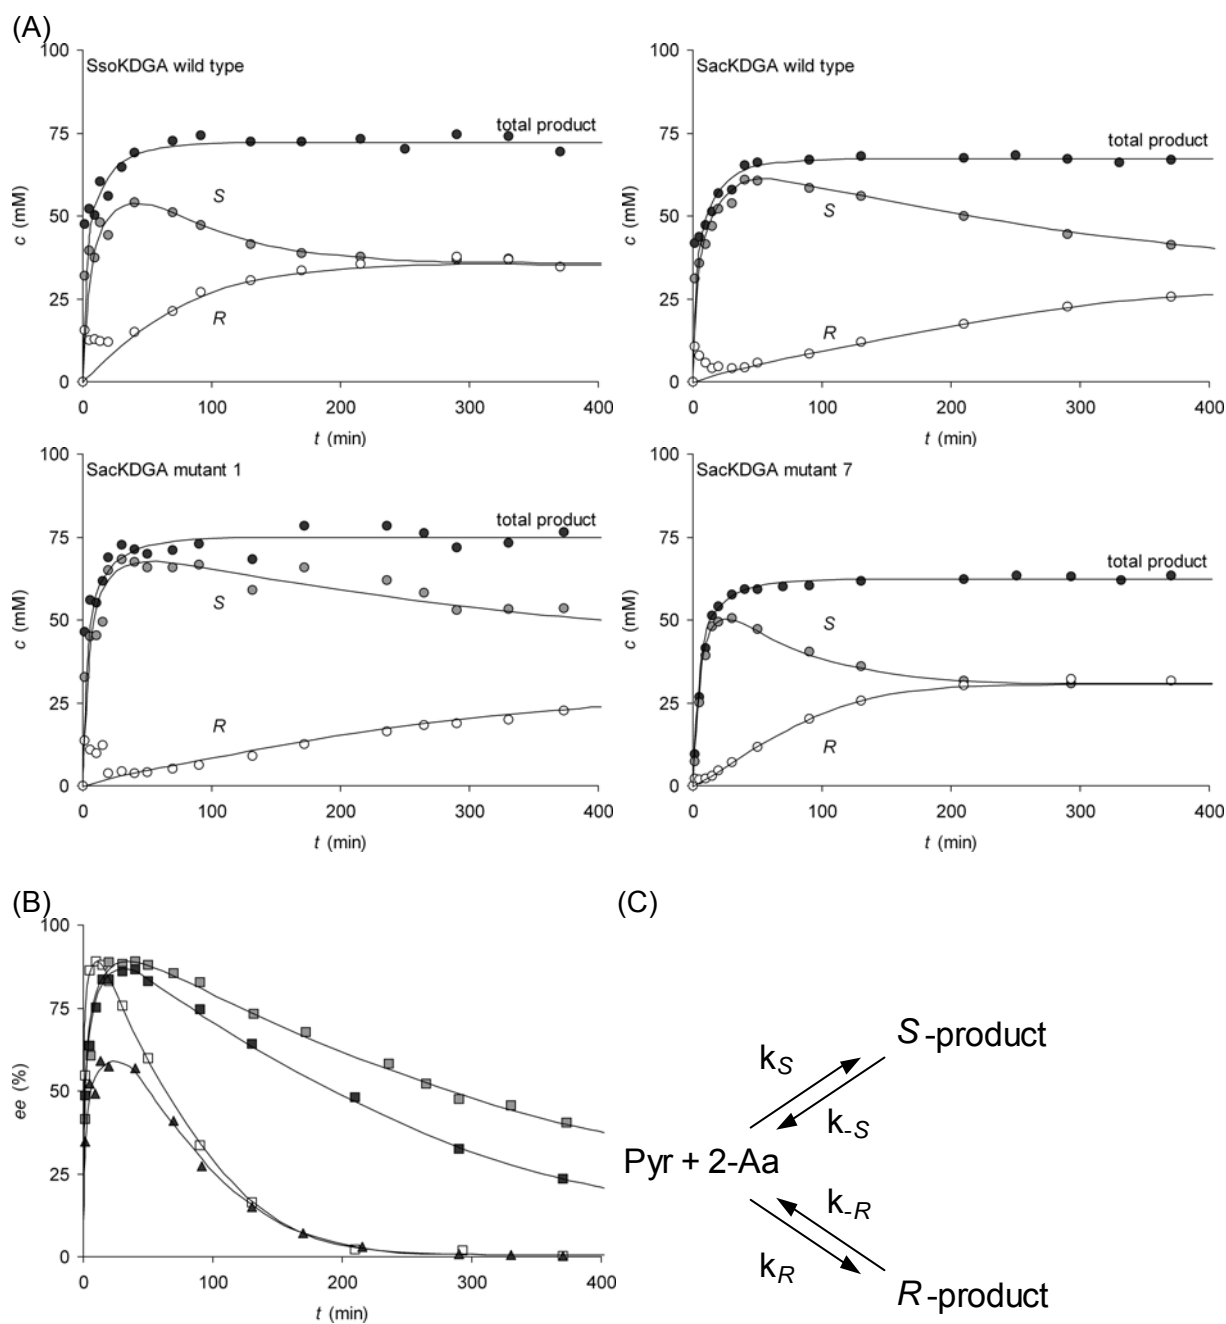 (A)
SsoKDGA wild type
100
75
50
25
0
c (mM)
total product
S
R
0 100 200 300 400
t (min)
SacKDGA wild type
100
75
50
25
0
c (mM)
total product
S
R
0 100 200 300 400
t (min)
SacKDGA mutant 1
100
75
50
25
0
c (mM)
total product
S
R
0 100 200 300 400
t (min)
SacKDGA mutant 7
100
75
50
25
0
c (mM)
total product
S
R
0 100 200 300 400
t (min)
(B)
100
75
50
25
0
ee (%)
0 100 200 300 400
t (min)
(C)
S-product
kS
k-S
Pyr + 2-Aa
k-R
kR
R-product